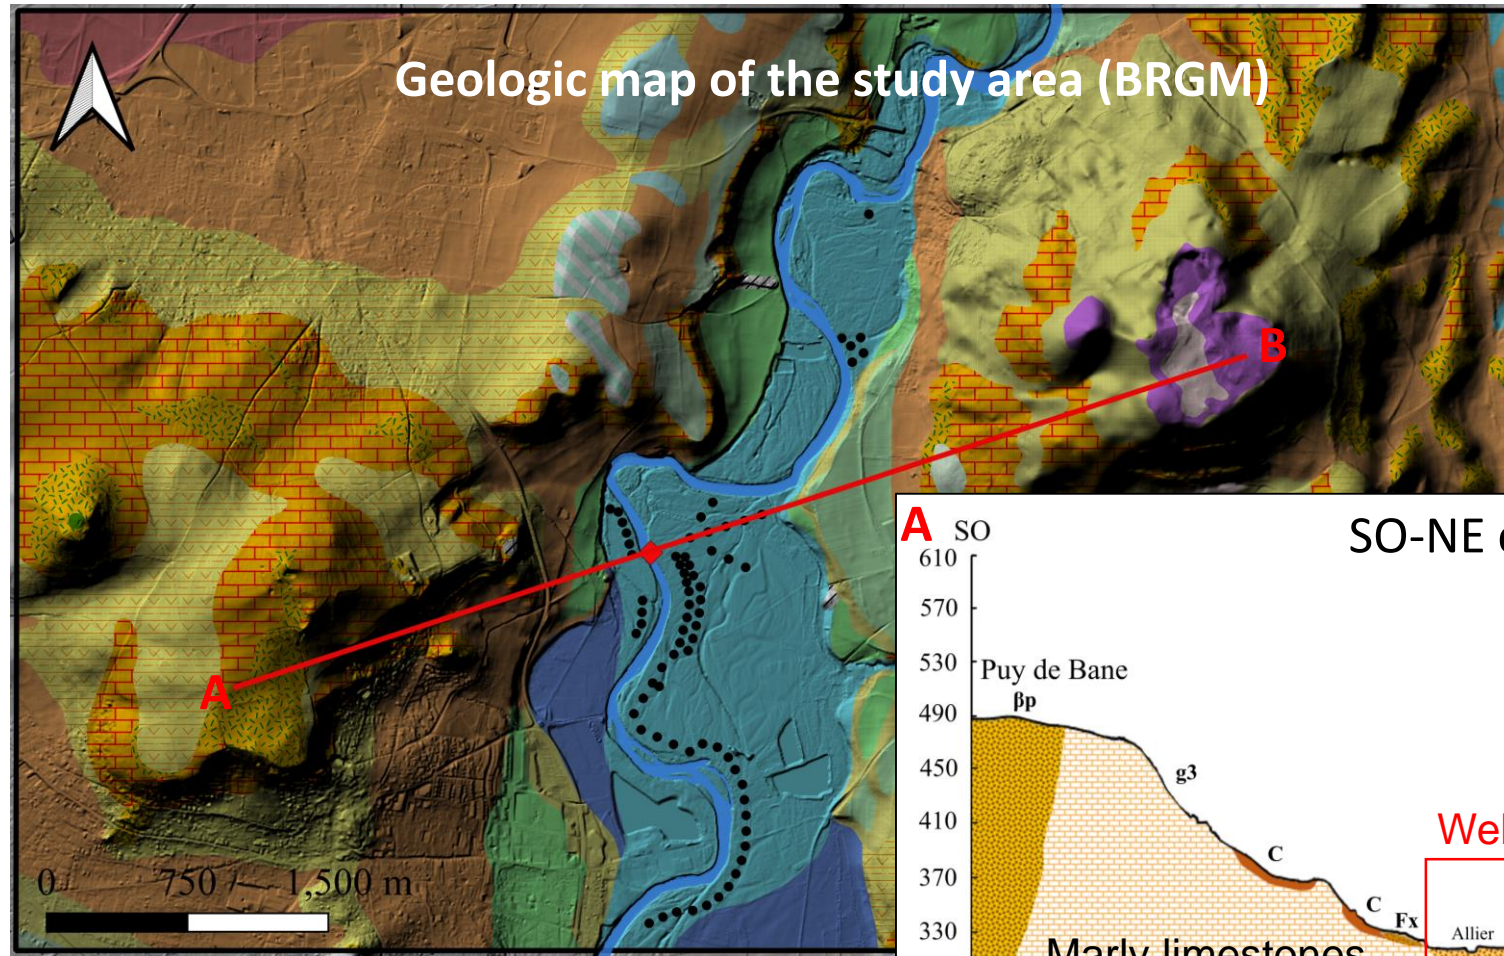 Geologic map of the study area (BRGM)
B
A
0 750 1,500 m
A SO
SO-NE
610
570
530
490
450
410
370
330
Puy de Bane
βp
g3
C
C
Fx
Allier
Marly limestones